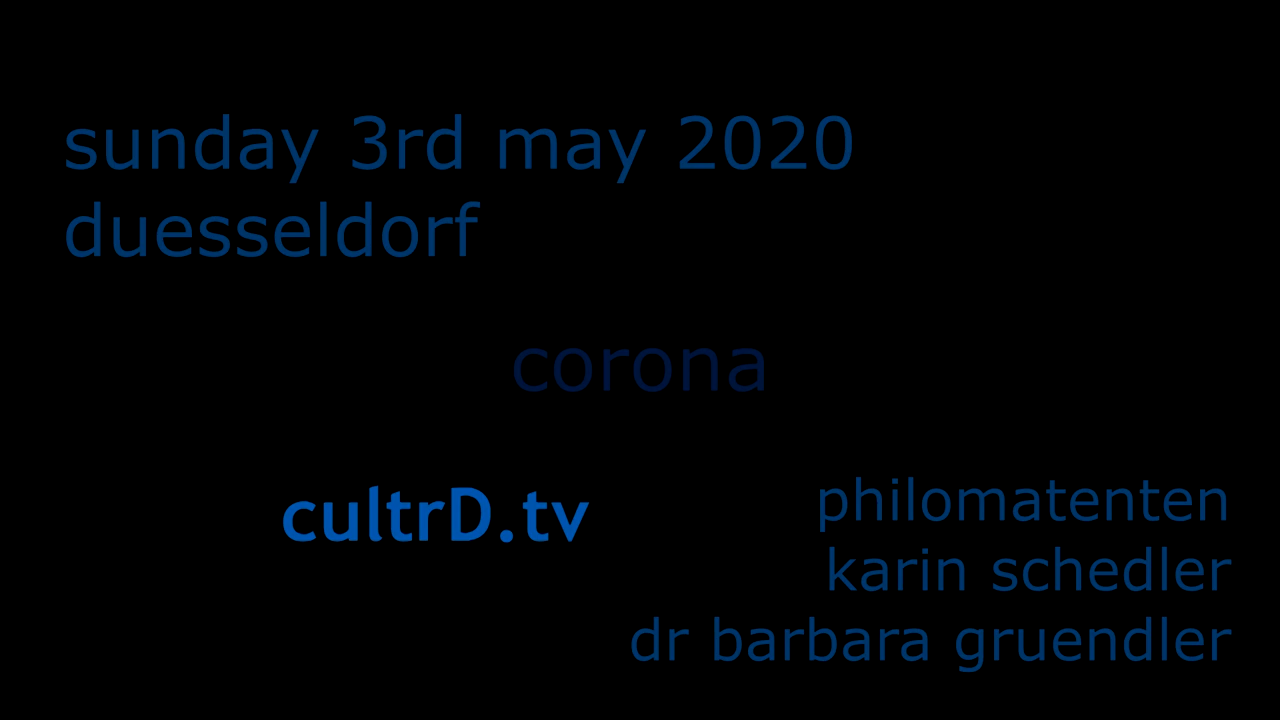 sunday 3rd may 2020
duesseldorf
corona
cultrD.tv
philomatenten
karin schedler
dr barbara gruendler